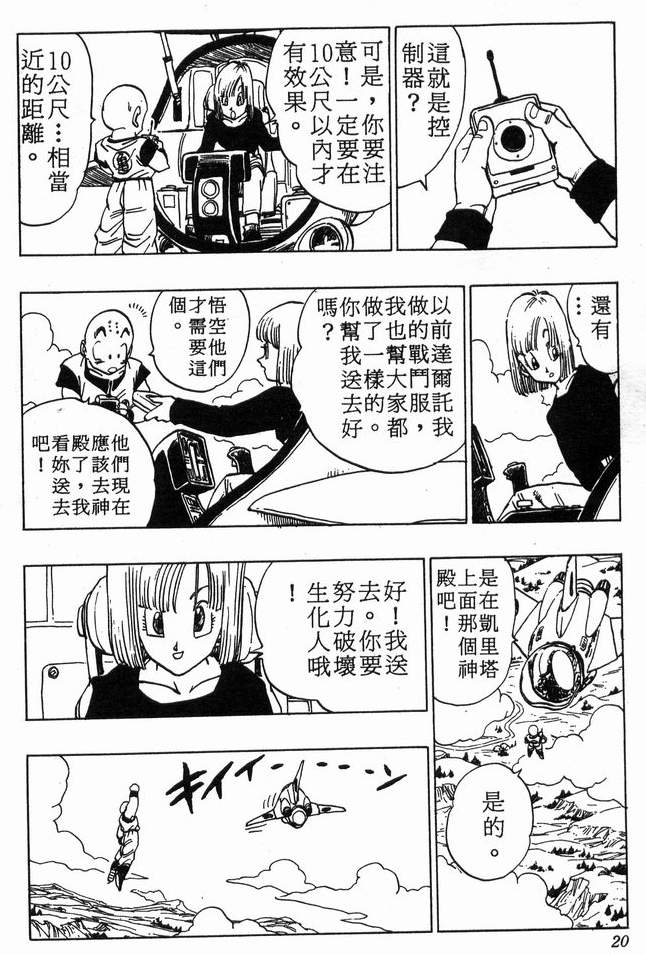 這就是控
制器？
可是，你要注
意！一定要在
10公尺以內才
有效果。
10公尺…相當
近的距離。
還有
…
以前達爾託我
做的戰鬥服，
我也幫大家都
做了一樣的。
你幫我送去好
嗎？
悟空他們
才需要這
個。
他們現在
應該去神
殿了，我
看妳送去
吧！
是在凱里塔
上面那個神
殿吧！
是的。
好！我送
去。你要
努力破壞
生化人哦
！
キイイーーーン
20